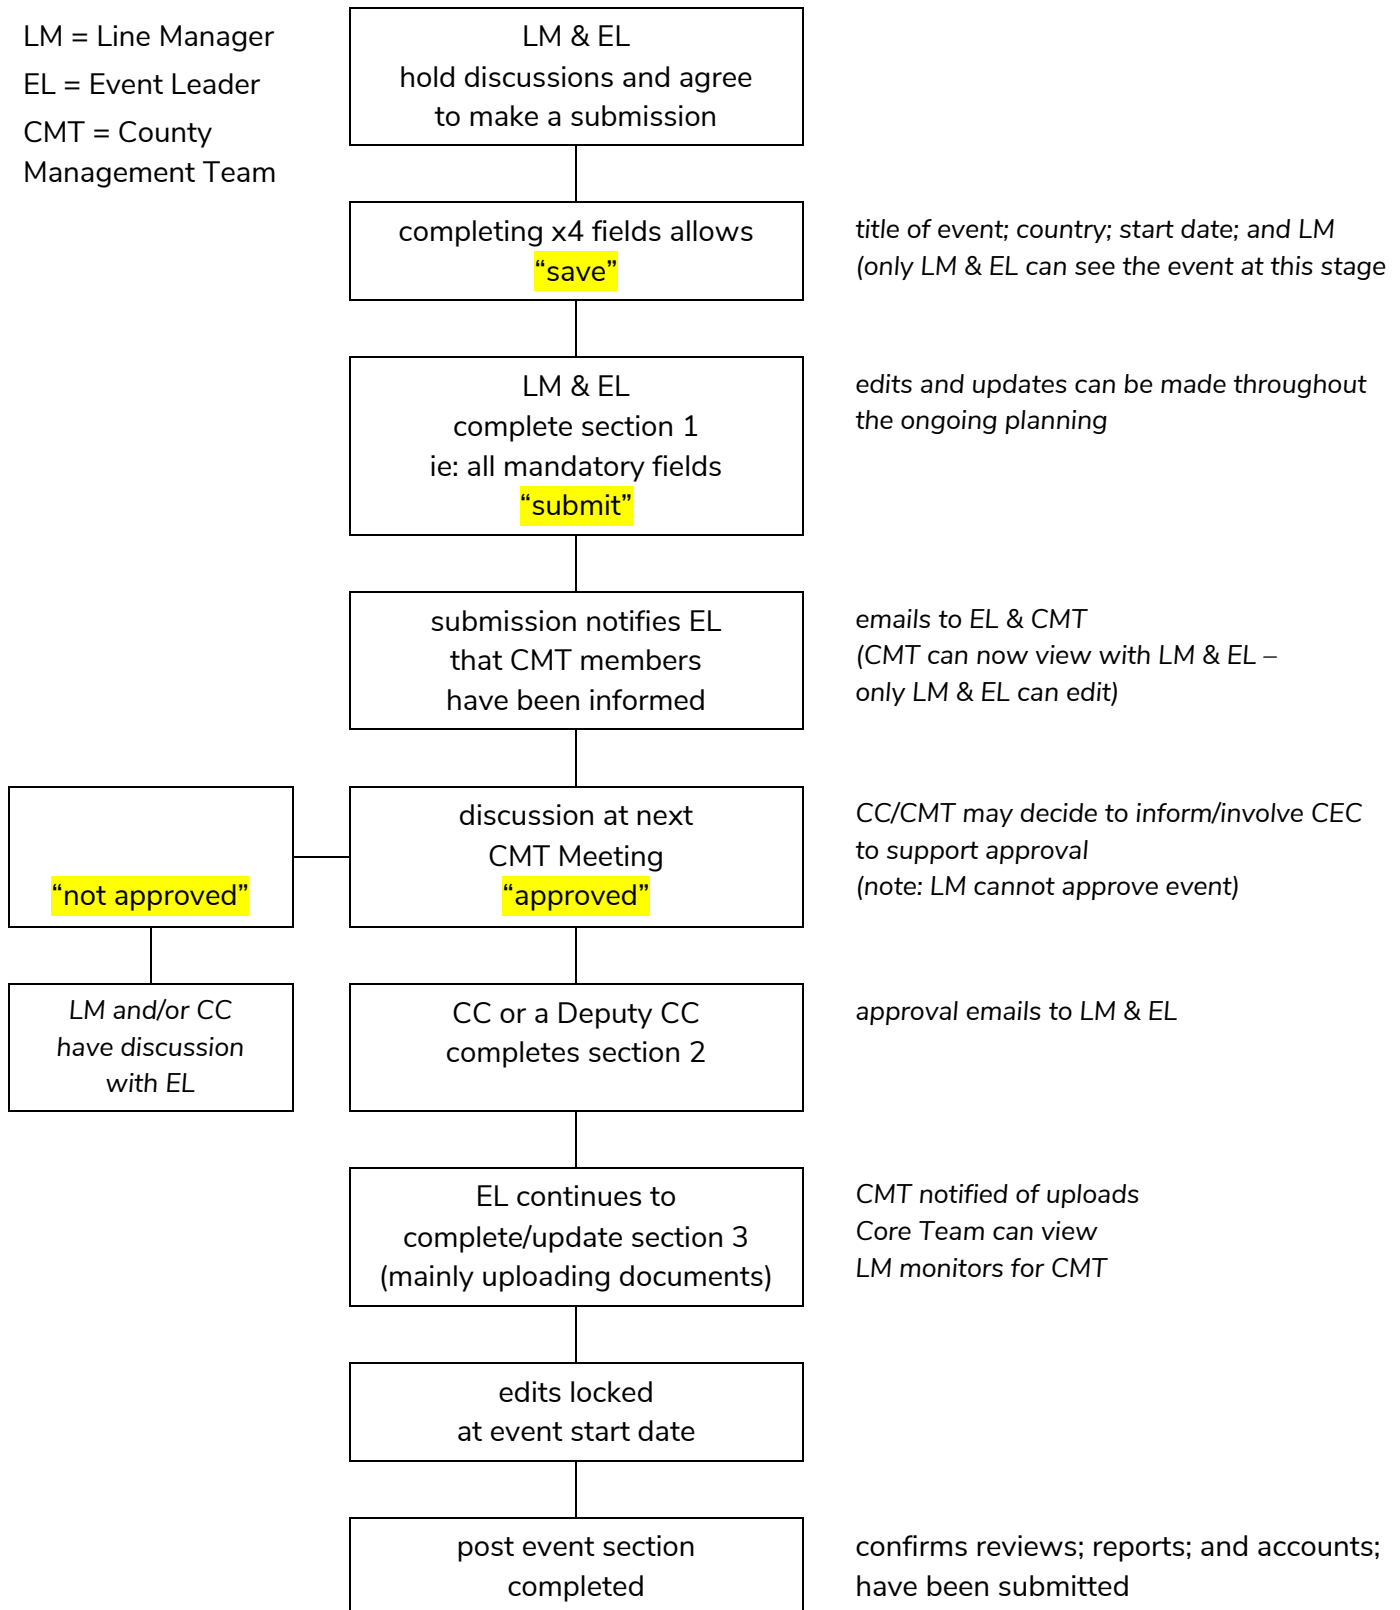 LM = Line Manager
EL = Event Leader
CMT = County
Management Team
LM & EL
hold discussions and agree
to make a submission
completing x4 fields allows
“save”
title of event; country; start date; and LM
(only LM & EL can see the event at this stage
LM & EL
complete section 1
ie: all mandatory fields
“submit”
edits and updates can be made throughout
the ongoing planning
submission notifies EL
that CMT members
have been informed
emails to EL & CMT
(CMT can now view with LM & EL –
only LM & EL can edit)
“not approved”
discussion at next
CMT Meeting
“approved”
CC/CMT may decide to inform/involve CEC
to support approval
(note: LM cannot approve event)
LM and/or CC
have discussion
with EL
CC or a Deputy CC
completes section 2
approval emails to LM & EL
EL continues to
complete/update section 3
(mainly uploading documents)
CMT notified of uploads
Core Team can view
LM monitors for CMT
edits locked
at event start date
post event section
completed
confirms reviews; reports; and accounts;
have been submitted